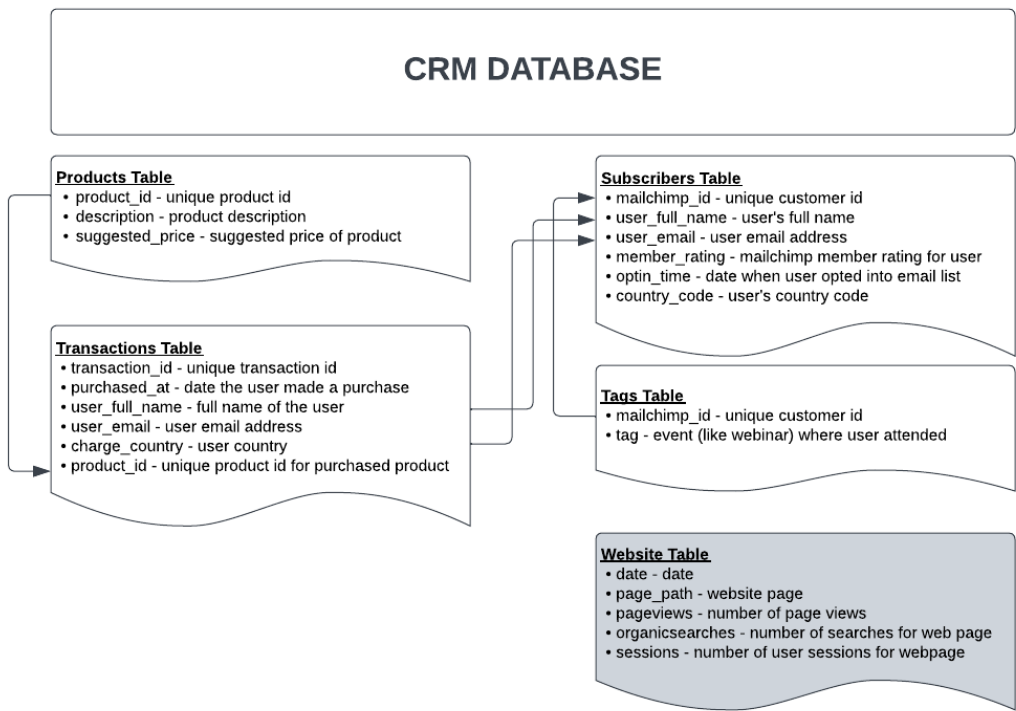 CRM DATABASE
Products Table
• product_id - unique product id
• description - product description
• suggested_price - suggested price of product
Transactions Table
• transaction_id - unique transaction id
• purchased_at - date the user made a purchase
• user_full_name - full name of the user
• user_email - user email address
• charge_country - user country
• product_id - unique product id for purchased product
Subscribers Table
• mailchimp_id - unique customer id
• user_full_name - user's full name
• user_email - user email address
• member_rating - mailchimp member rating for user
• optin_time - date when user opted into email list
• country_code - user's country code
Tags Table
• mailchimp_id - unique customer id
• tag - event (like webinar) where user attended
Website Table
• date - date
• page_path - website page
• pageviews - number of page views
• organicsearches - number of searches for web page
• sessions - number of user sessions for webpage